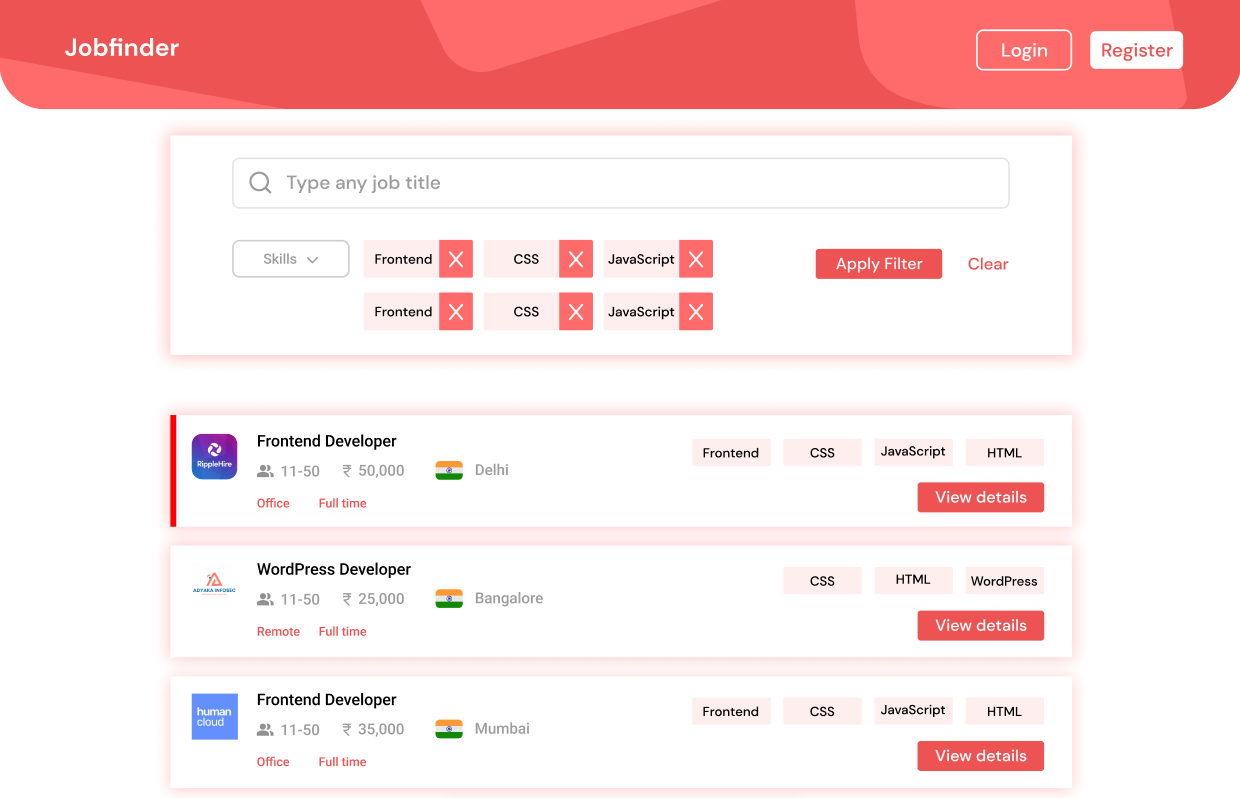 Jobfinder
Login
Register
Type any job title
Skills
Frontend
CSS
JavaScript
Apply Filter
Clear
Frontend
CSS
JavaScript
RippleHire
Frontend Developer
11-50
₹ 50,000
Delhi
Office
Full time
Frontend
CSS
JavaScript
HTML
View details
ADYAKA INFOSEC
WordPress Developer
11-50
₹ 25,000
Bangalore
Remote
Full time
CSS
HTML
WordPress
View details
human
cloud
Frontend Developer
11-50
₹ 35,000
Mumbai
Office
Full time
Frontend
CSS
JavaScript
HTML
View details